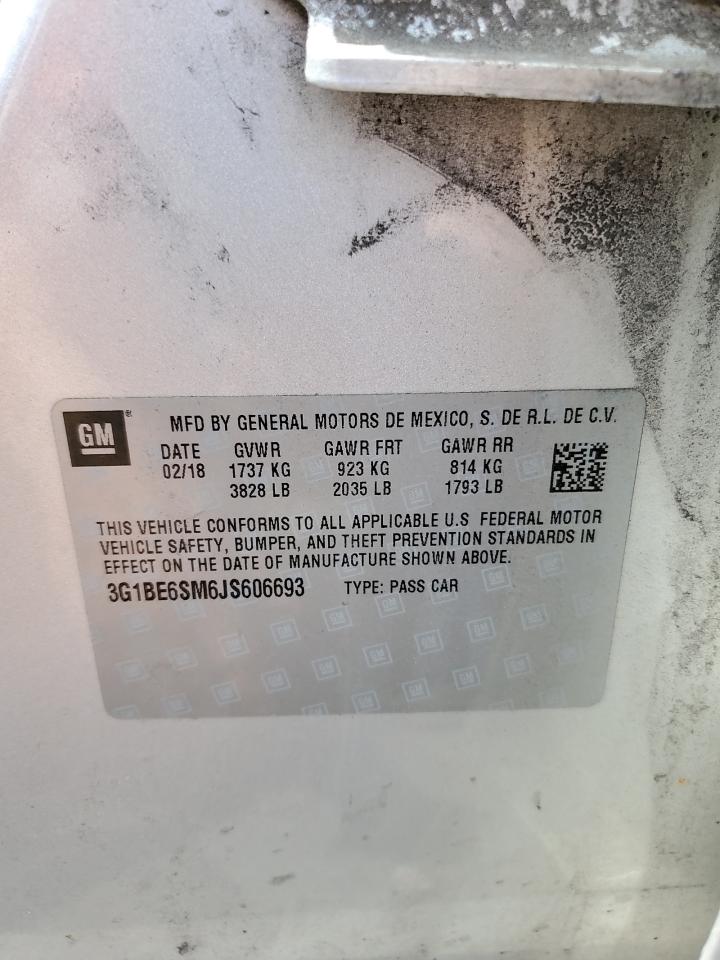 GM ®
MFD BY GENERAL MOTORS DE MEXICO, S. DE R.L. DE C.V.
DATE GVWR GAWR FRT GAWR RR
02/18 1737 KG 923 KG 814 KG
3828 LB 2035 LB 1793 LB
THIS VEHICLE CONFORMS TO ALL APPLICABLE U.S FEDERAL MOTOR
VEHICLE SAFETY, BUMPER, AND THEFT PREVENTION STANDARDS IN
EFFECT ON THE DATE OF MANUFACTURE SHOWN ABOVE.
3G1BE6SM6JS606693 TYPE: PASS CAR